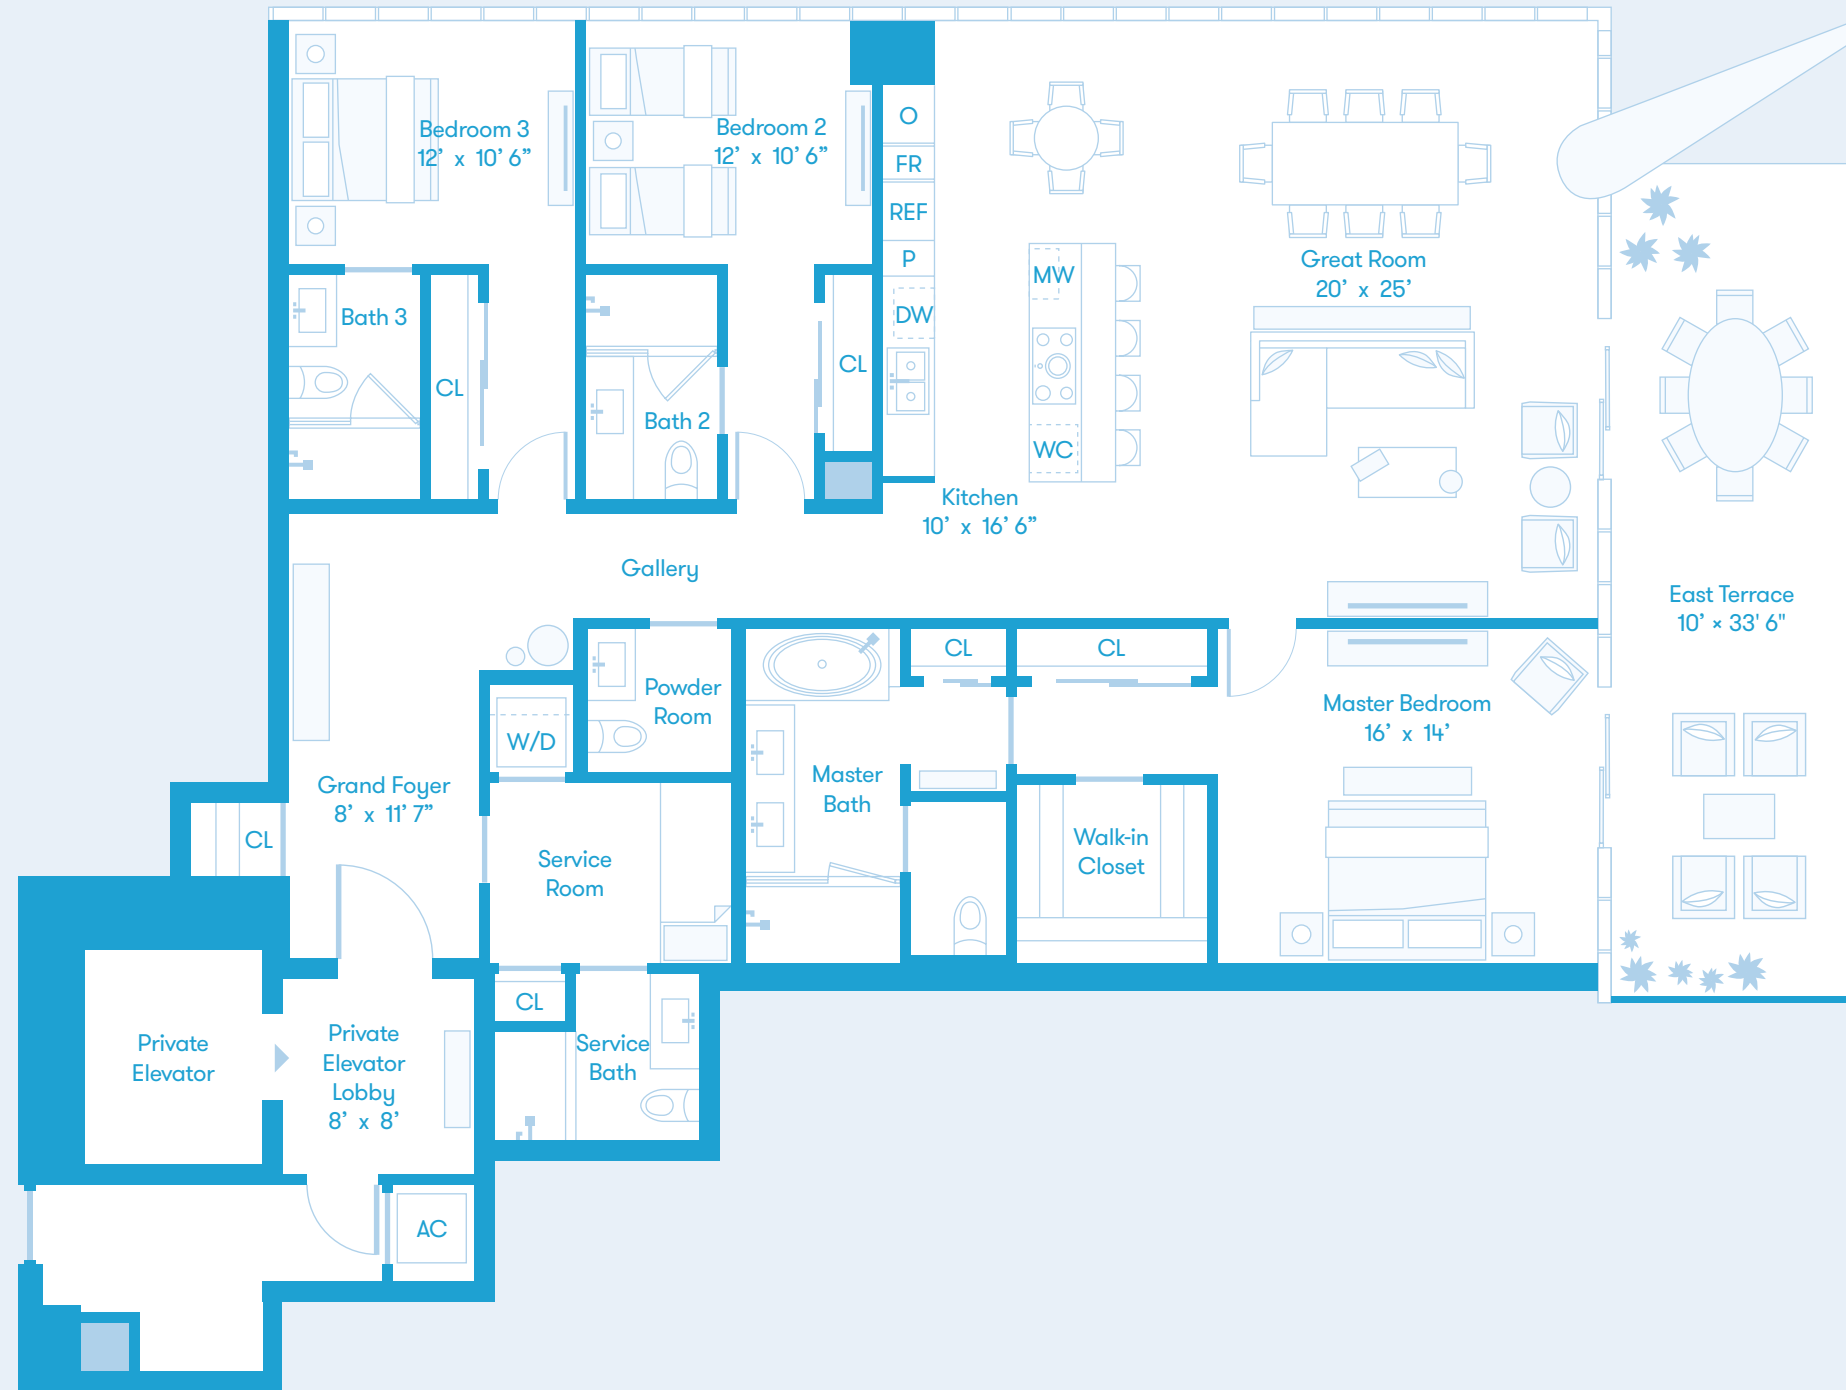 Bedroom 3
12’ x 10’ 6”
Bedroom 2
12’ x 10’ 6”
O
FR
REF
P
DW
MW
WC
Great Room
20’ x 25’
Bath 3
CL
Bath 2
CL
Kitchen
10’ x 16’ 6”
Gallery
East Terrace
10’ × 33' 6"
CL
CL
Powder
Room
W/D
Master Bedroom
16’ x 14’
Grand Foyer
8’ x 11’ 7”
Master
Bath
CL
Service
Room
Walk-in
Closet
CL
Private
Elevator
Private
Elevator
Lobby
8’ x 8’
Service
Bath
AC